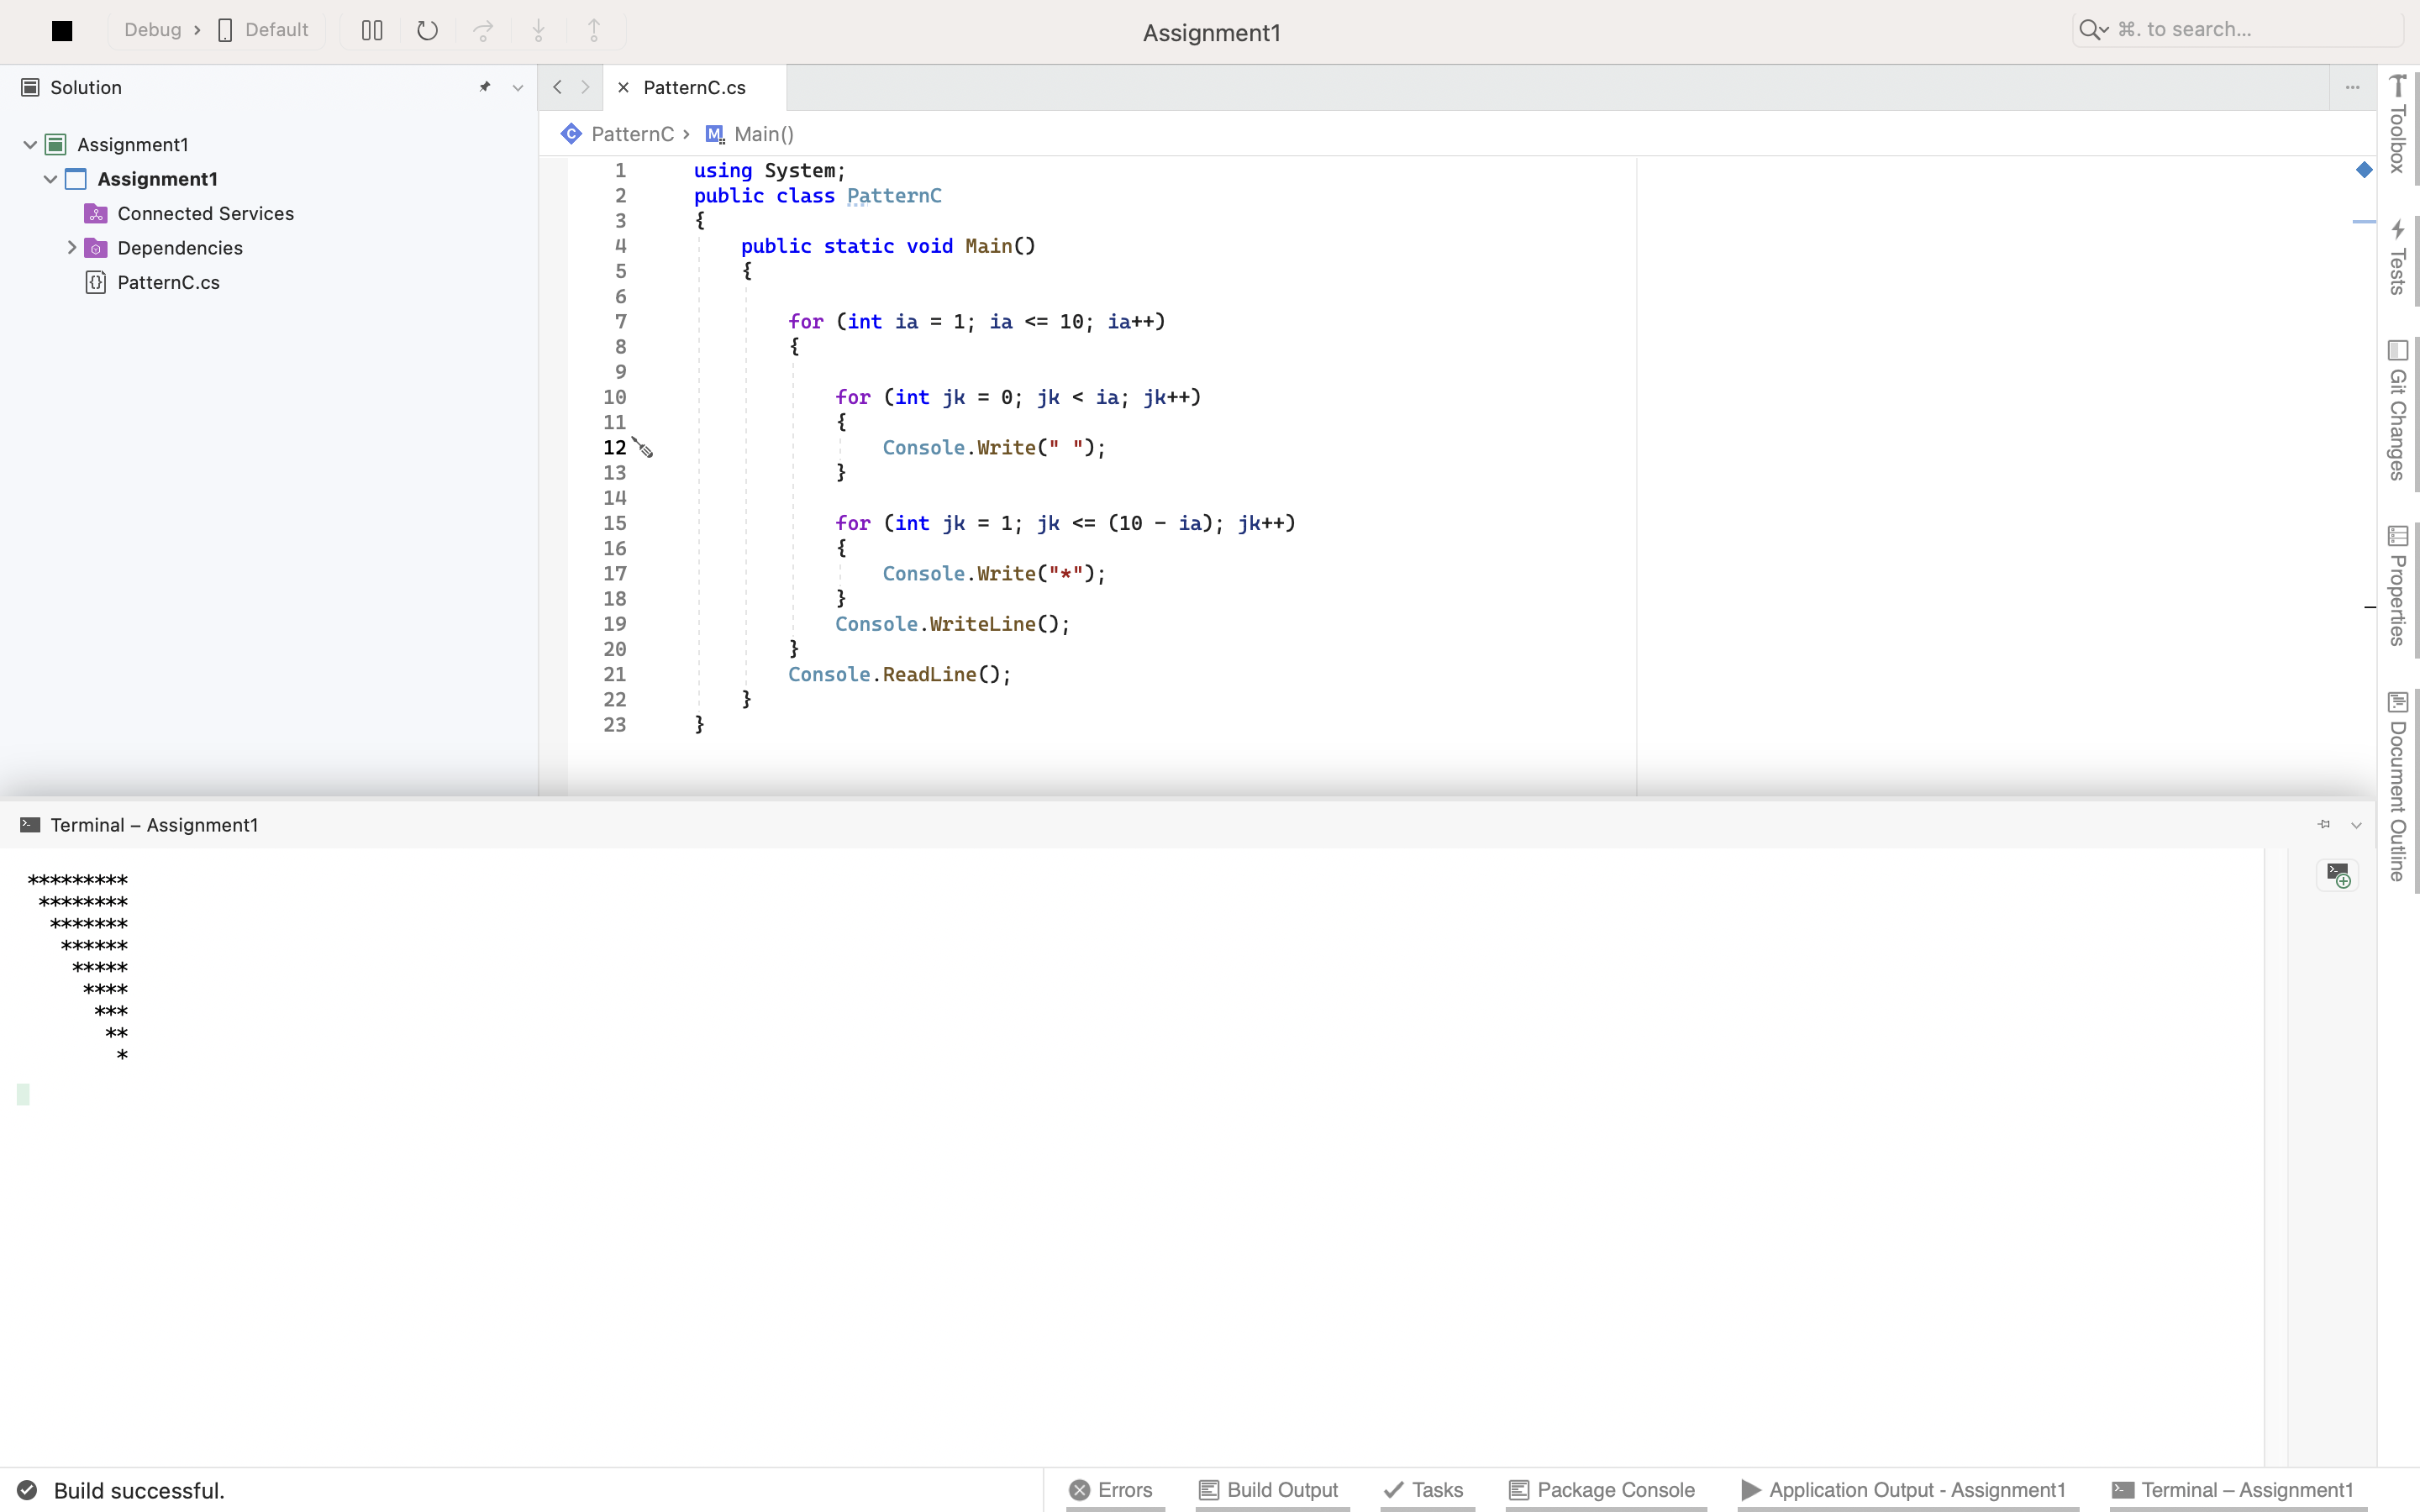 Debug › Default
Assignment1
⌘. to search...
Solution
Assignment1
Assignment1
Connected Services
Dependencies
PatternC.cs
PatternC.cs
PatternC › Main()
1 using System;
2 public class PatternC
3 {
4     public static void Main()
5     {
6
7         for (int ia = 1; ia <= 10; ia++)
8         {
9
10             for (int jk = 0; jk < ia; jk++)
11             {
12                 Console.Write(" ");
13             }
14
15             for (int jk = 1; jk <= (10 - ia); jk++)
16             {
17                 Console.Write("*");
18             }
19             Console.WriteLine();
20         }
21         Console.ReadLine();
22     }
23 }
Toolbox
Tests
Git Changes
Properties
Document Outline
Terminal – Assignment1
 *********
  ********
   *******
    ******
     *****
      ****
       ***
        **
         *
Build successful.
Errors
Build Output
Tasks
Package Console
Application Output - Assignment1
Terminal – Assignment1